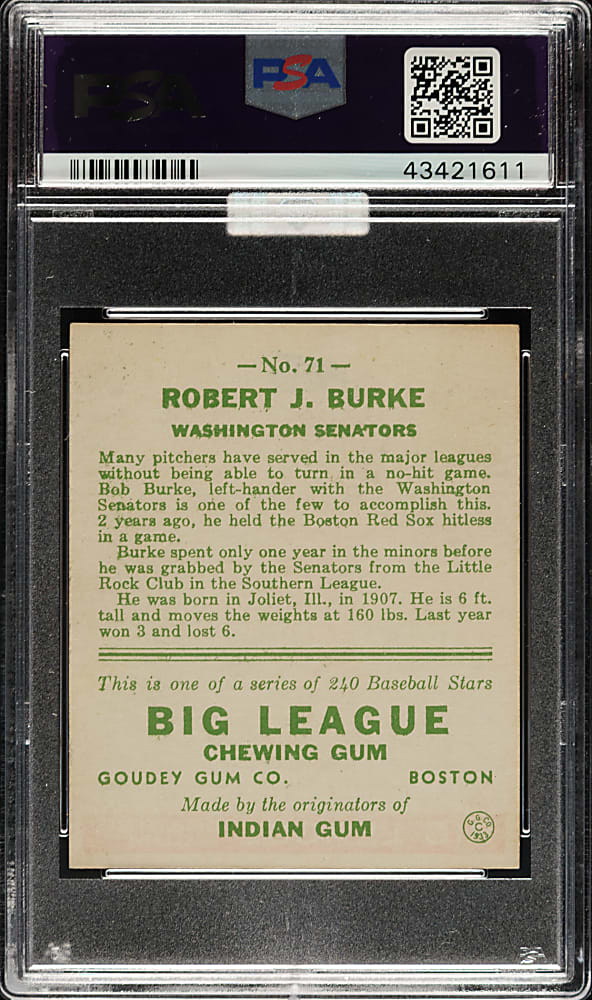 PSA
PSA
43421611
— No. 71 —
ROBERT J. BURKE
WASHINGTON SENATORS
Many pitchers have served in the major leagues
without being able to turn in a no-hit game.
Bob Burke, left-hander with the Washington
Senators is one of the few to accomplish this.
2 years ago, he held the Boston Red Sox hitless
in a game.
Burke spent only one year in the minors before
he was grabbed by the Senators from the Little
Rock Club in the Southern League.
He was born in Joliet, Ill., in 1907. He is 6 ft.
tall and moves the weights at 160 lbs. Last year
won 3 and lost 6.
This is one of a series of 240 Baseball Stars
BIG LEAGUE
CHEWING GUM
GOUDEY GUM CO. BOSTON
Made by the originators of
INDIAN GUM
G. G. CO.
C
1933